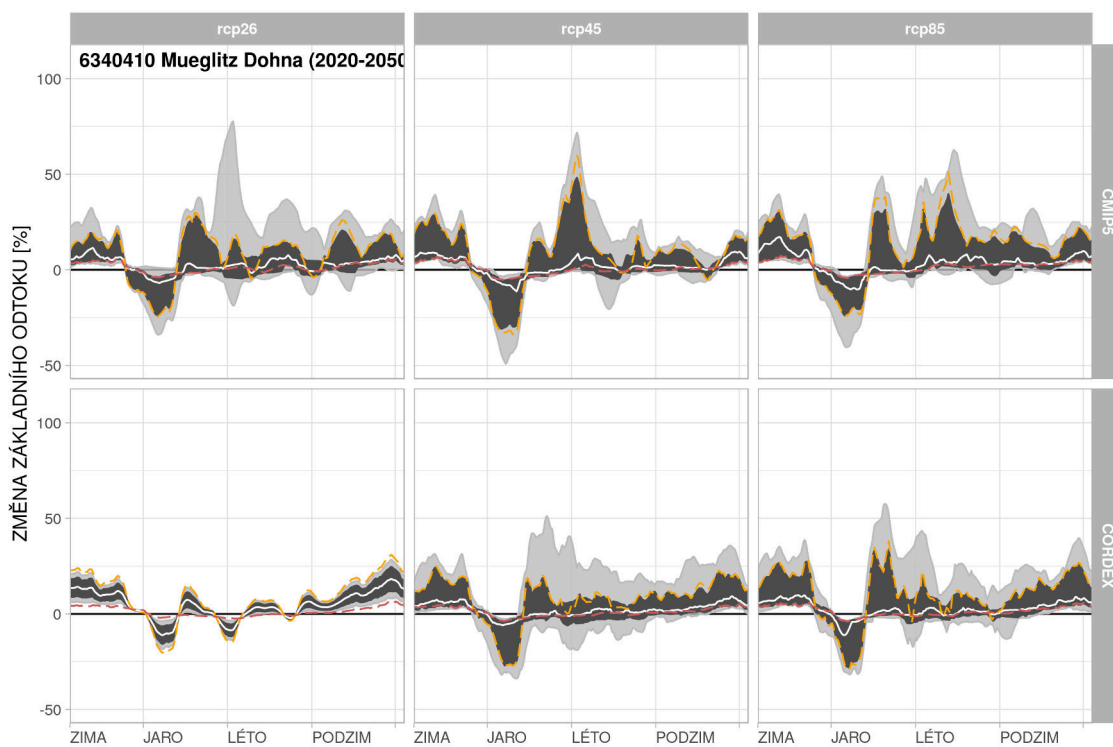 rcp26 rcp45 rcp85
6340410 Mueglitz Dohna (2020-2050
100
50
0
-50
CMIP5
ZMĚNA ZÁKLADNÍHO ODTOKU [%]
100
50
0
-50
CORDEX
ZIMA JARO LÉTO PODZIM ZIMA JARO LÉTO PODZIM ZIMA JARO LÉTO PODZIM